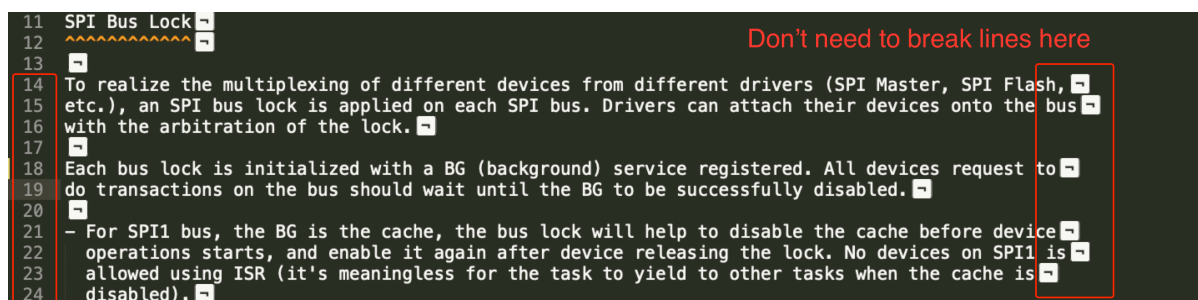 11 SPI Bus Lock¬
12 ^^^^^^^^^^^^ ¬
Don't need to break lines here
13 ¬
14 To realize the multiplexing of different devices from different drivers (SPI Master, SPI Flash, ¬
15 etc.), an SPI bus lock is applied on each SPI bus. Drivers can attach their devices onto the bus¬
16 with the arbitration of the lock.¬
17 ¬
18 Each bus lock is initialized with a BG (background) service registered. All devices request to¬
19 do transactions on the bus should wait until the BG to be successfully disabled.¬
20 ¬
21 - For SPI1 bus, the BG is the cache, the bus lock will help to disable the cache before device¬
22 operations starts, and enable it again after device releasing the lock. No devices on SPI1 is¬
23 allowed using ISR (it's meaningless for the task to yield to other tasks when the cache is¬
24 disabled).¬